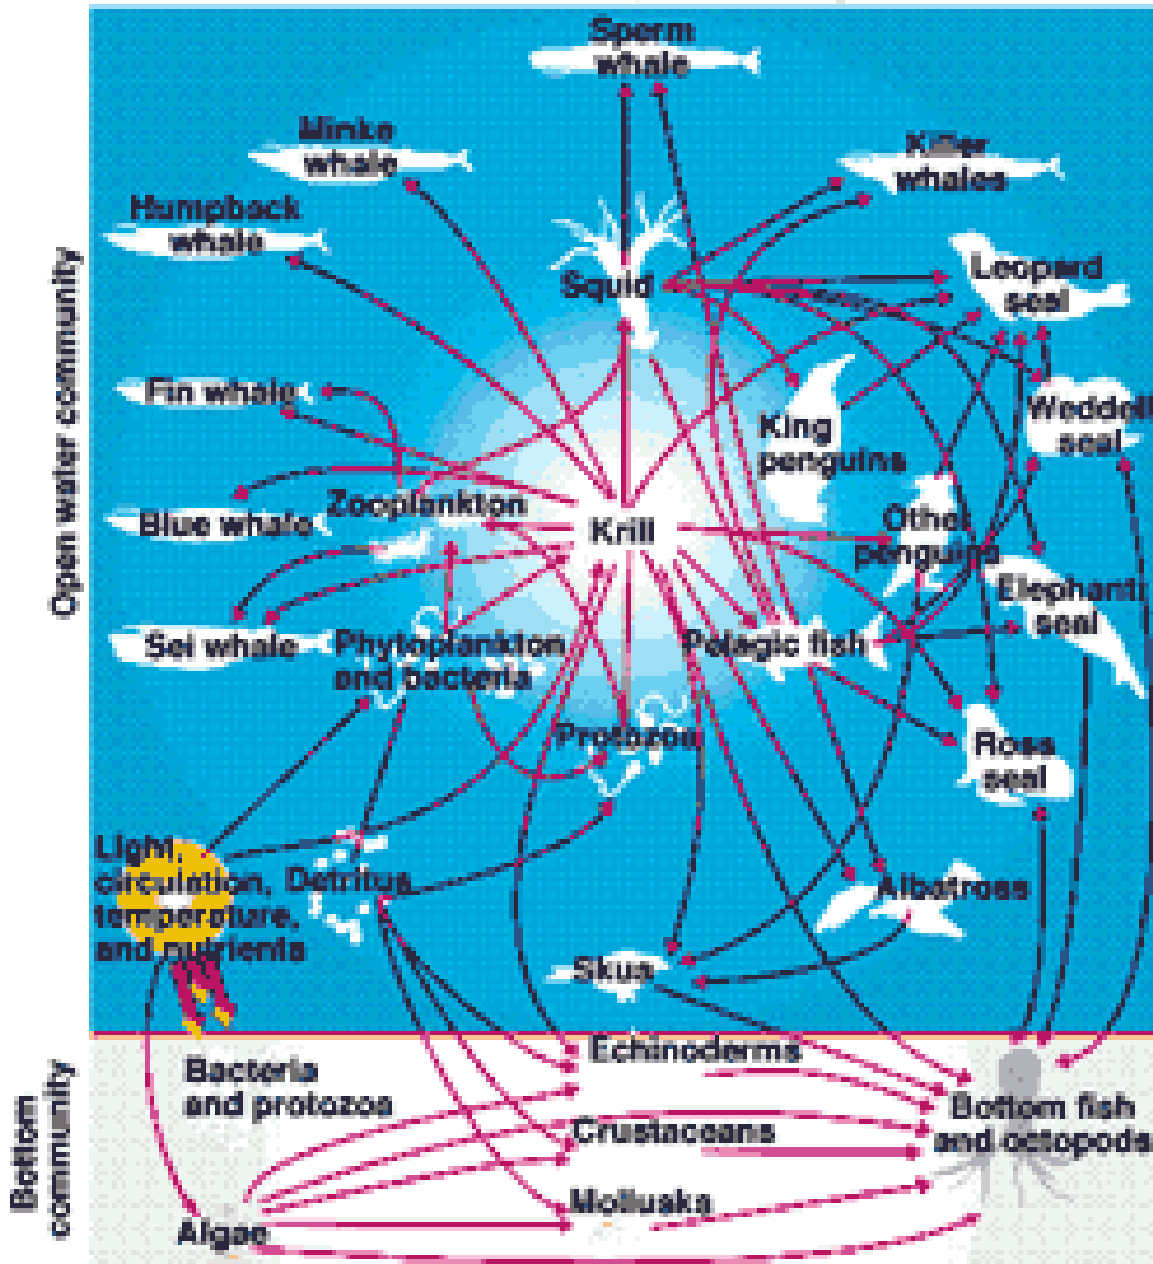 Sperm
whale
Minke
whale
Killer
whales
Humpback
whale
Leopard
seal
Squid
Fin whale
King
penguins
Weddell
seal
Zooplankton
Blue whale
Krill
Other
penguins
Elephant
seal
Sei whale
Phytoplankton
and bacteria
Pelagic fish
Protozoa
Ross
seal
Light,
circulation,
temperature,
and nutrients
Detritus
Albatross
Skua
Open water community
Echinoderms
Bacteria
and protozoa
Bottom fish
and octopods
Crustaceans
Mollusks
Algae
Bottom
community